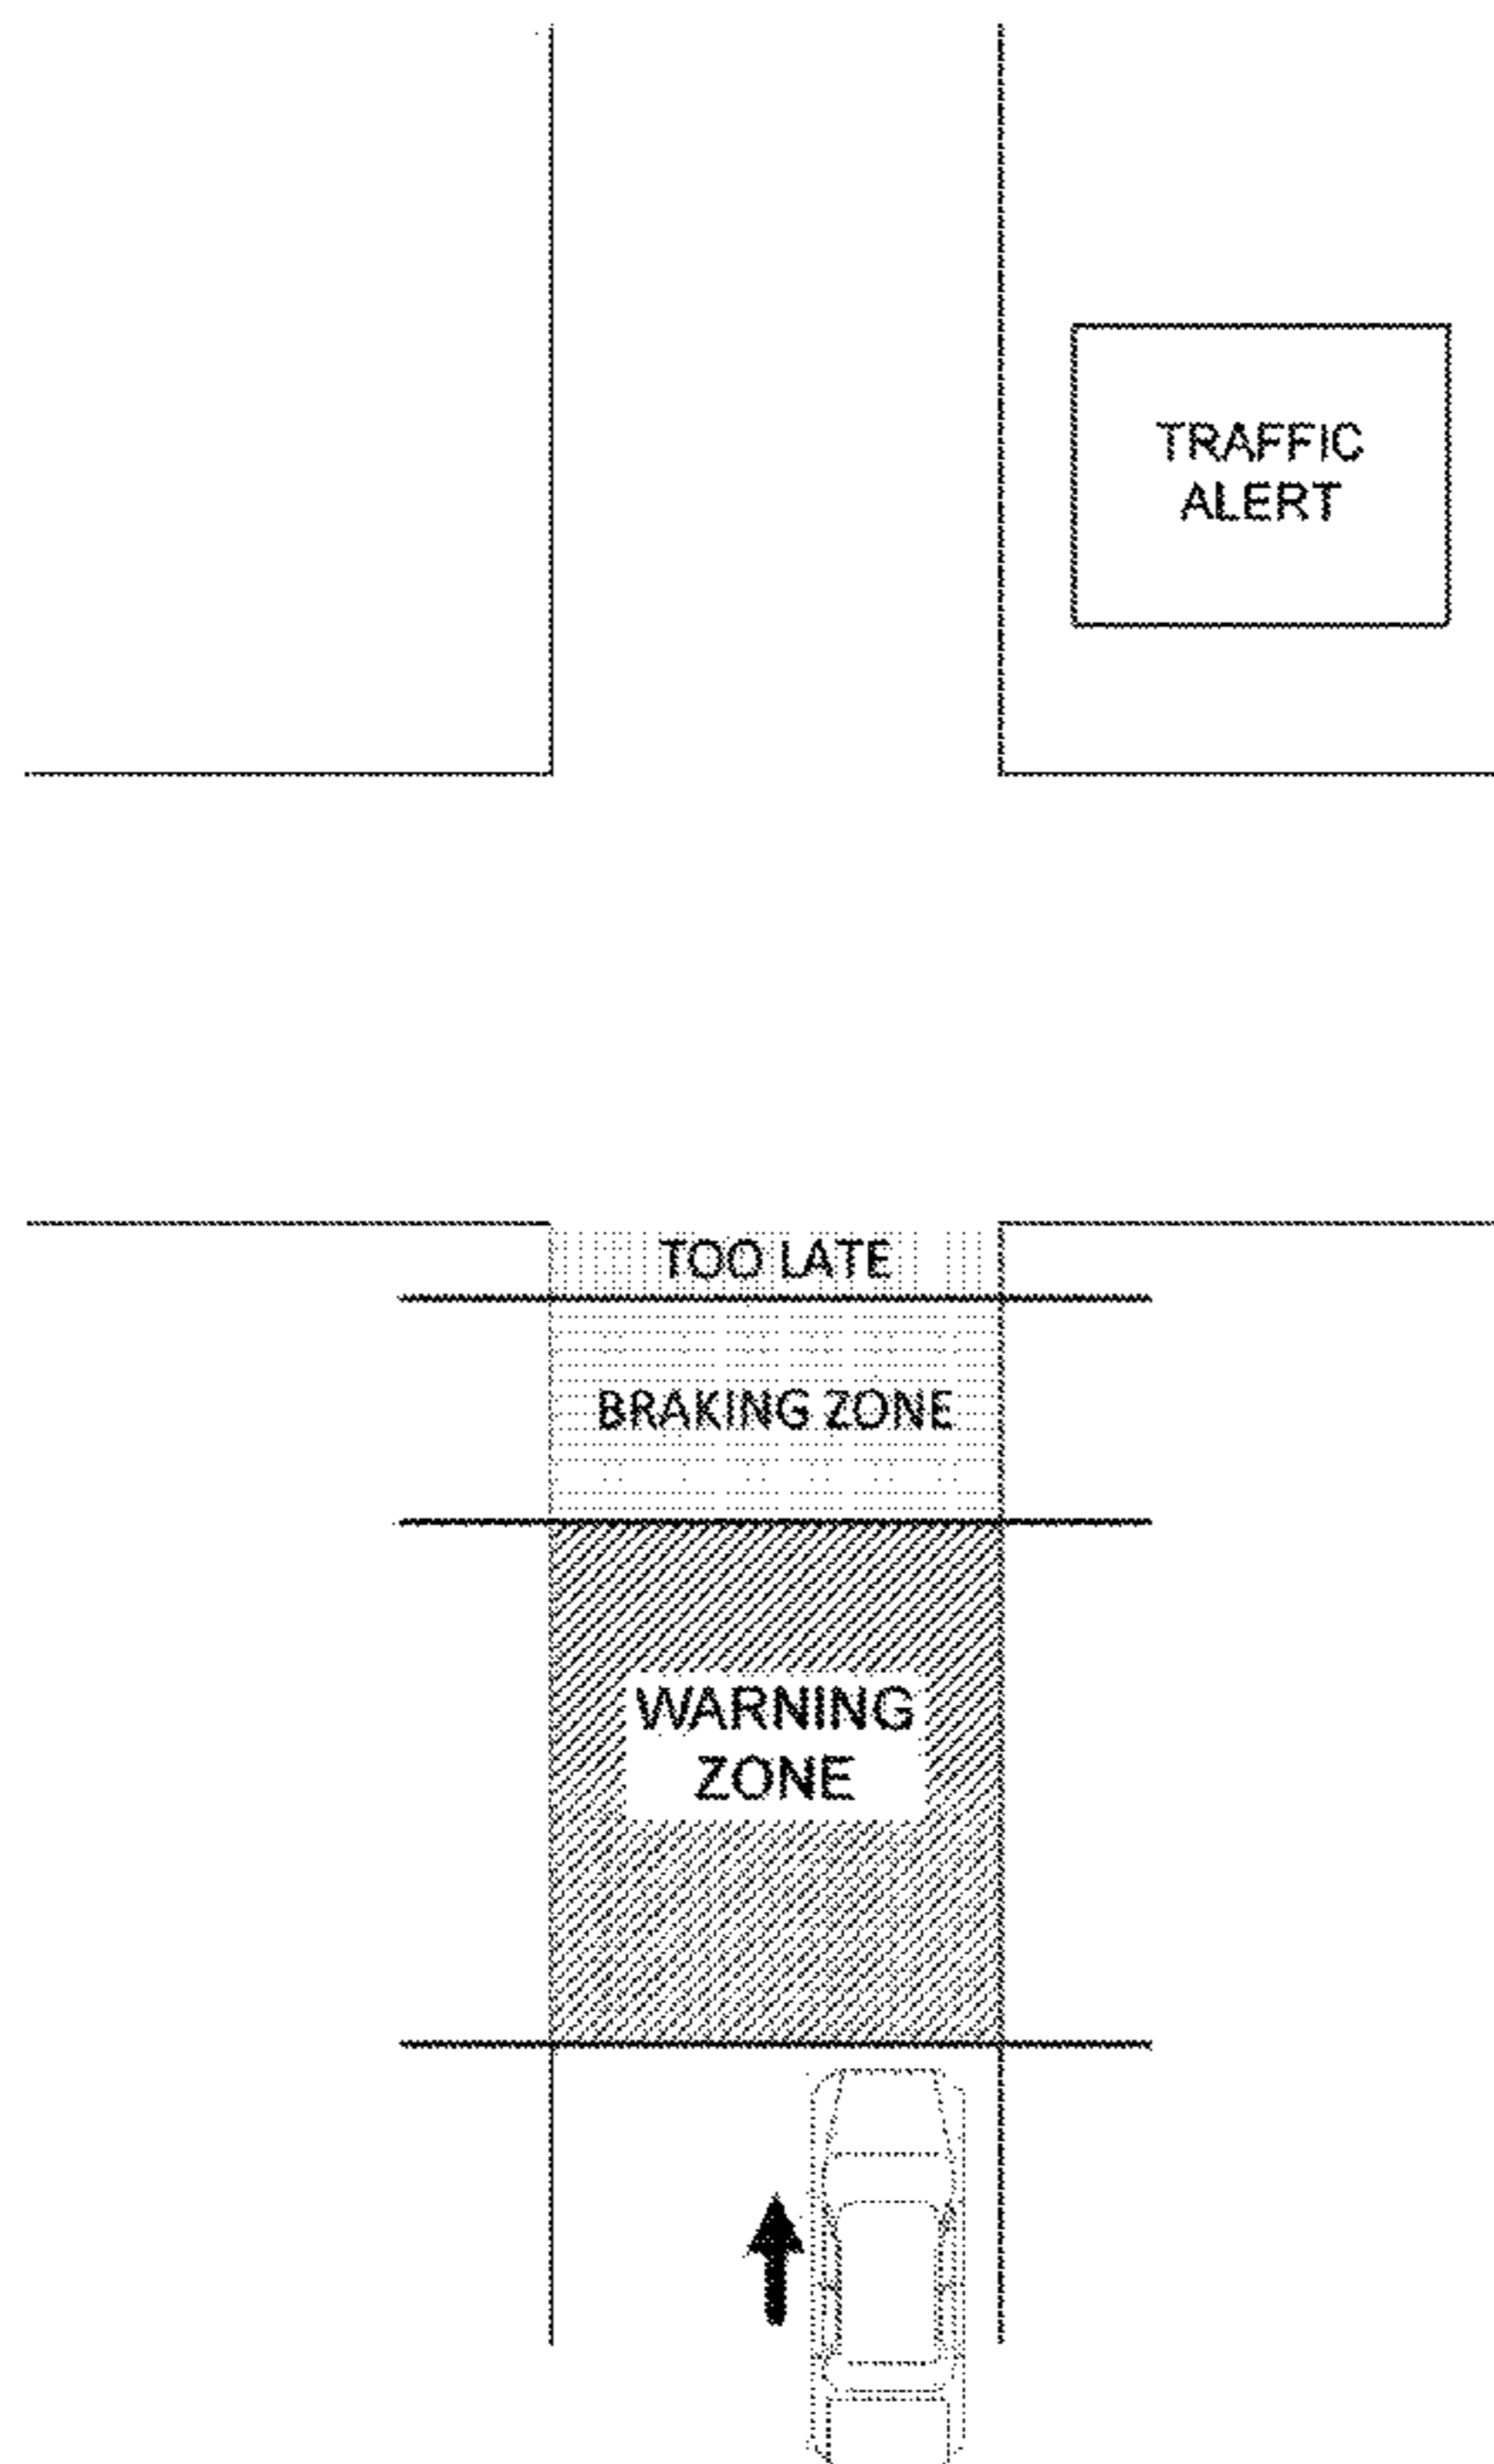 TRAFFIC
ALERT
TOO LATE
BRAKING ZONE
WARNING
ZONE